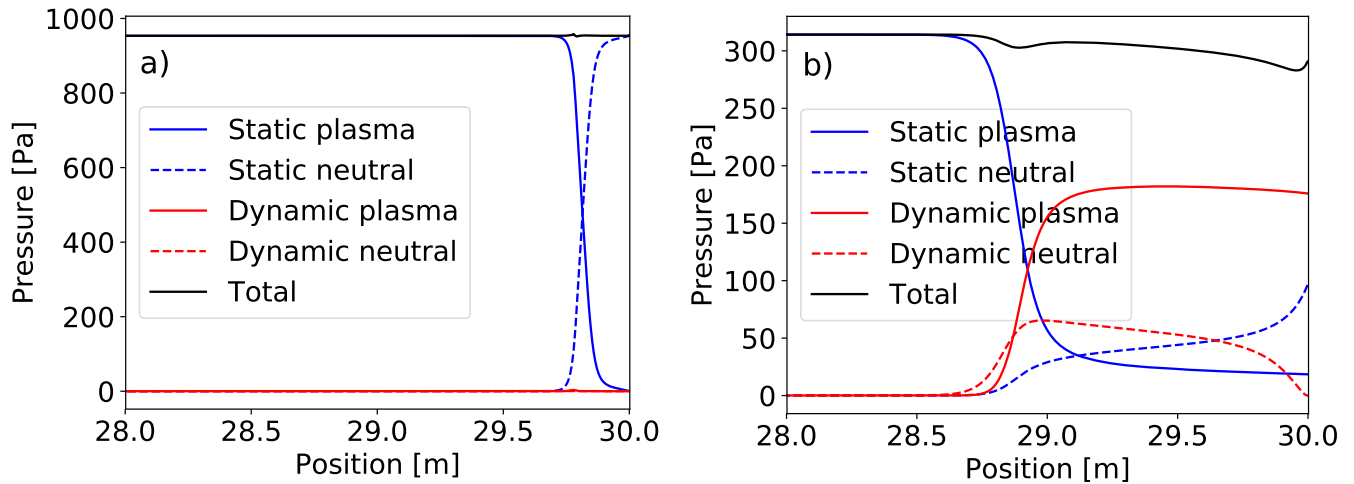 1000
800
600
400
200
0
Pressure [Pa]
a)
Static plasma
Static neutral
Dynamic plasma
Dynamic neutral
Total
28.0 28.5 29.0 29.5 30.0
Position [m]
300
250
200
150
100
50
0
Pressure [Pa]
b)
Static plasma
Static neutral
Dynamic plasma
Dynamic neutral
Total
28.0 28.5 29.0 29.5 30.0
Position [m]